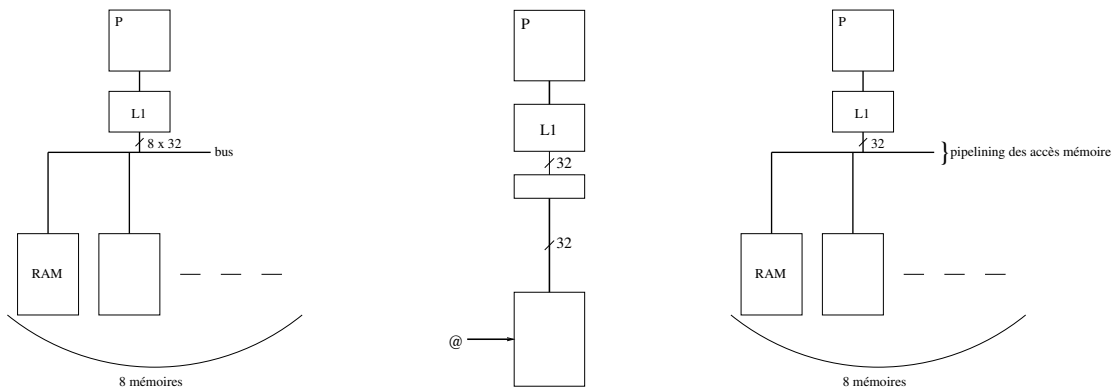 P
L1
8 x 32
bus
RAM
8 mémoires
P
L1
32
32
@
P
L1
32
} pipelining des accès mémoire
RAM
8 mémoires